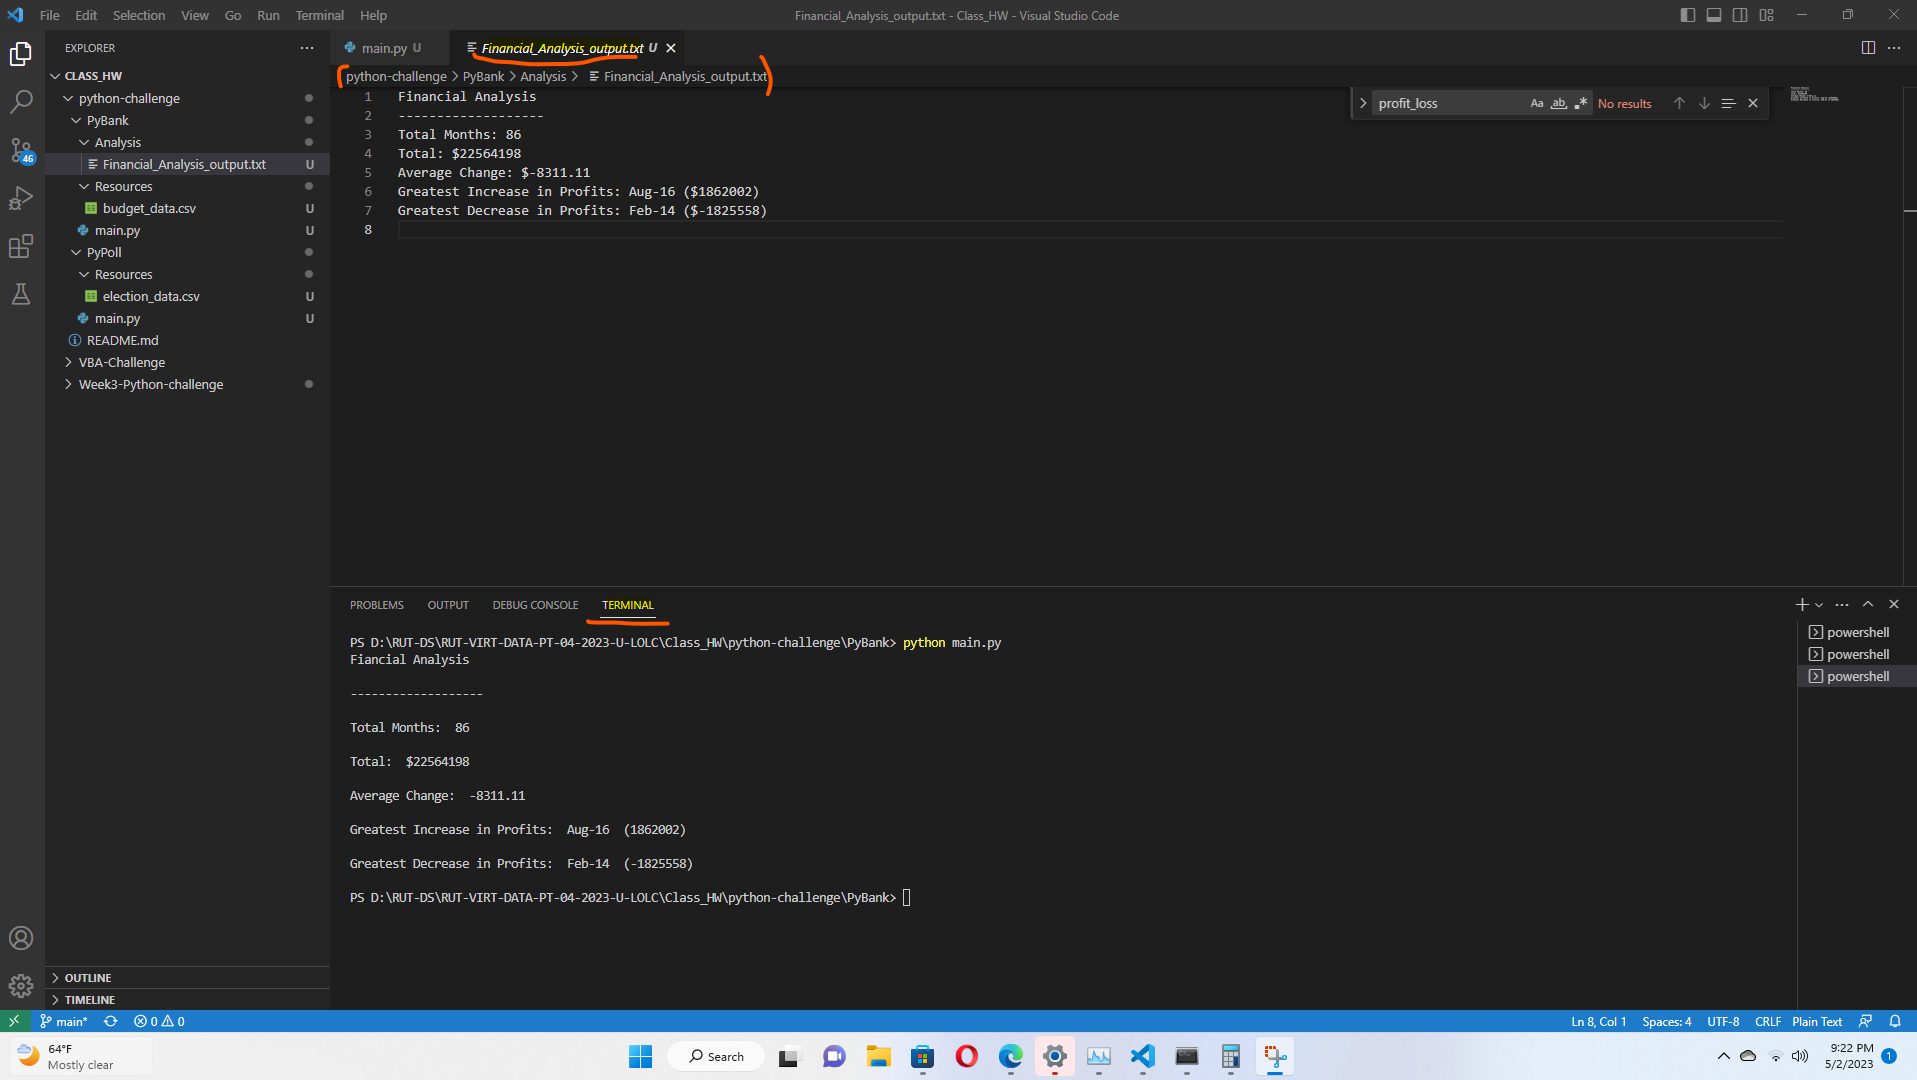 File Edit Selection View Go Run Terminal Help
Financial_Analysis_output.txt - Class_HW - Visual Studio Code
EXPLORER
CLASS_HW
python-challenge
PyBank
Analysis
Financial_Analysis_output.txt U
Resources
budget_data.csv U
main.py U
PyPoll
Resources
election_data.csv U
main.py U
README.md
VBA-Challenge
Week3-Python-challenge
OUTLINE
TIMELINE
46
main.py U
Financial_Analysis_output.txt U
python-challenge > PyBank > Analysis > Financial_Analysis_output.txt
profit_loss Aa ab .* No results
1 Financial Analysis
2 -------------------
3 Total Months: 86
4 Total: $22564198
5 Average Change: $-8311.11
6 Greatest Increase in Profits: Aug-16 ($1862002)
7 Greatest Decrease in Profits: Feb-14 ($-1825558)
8
PROBLEMS OUTPUT DEBUG CONSOLE TERMINAL
PS D:\RUT-DS\RUT-VIRT-DATA-PT-04-2023-U-LOLC\Class_HW\python-challenge\PyBank> python main.py
Fiancial Analysis
-------------------
Total Months:  86
Total:  $22564198
Average Change:  -8311.11
Greatest Increase in Profits:  Aug-16  (1862002)
Greatest Decrease in Profits:  Feb-14  (-1825558)
PS D:\RUT-DS\RUT-VIRT-DATA-PT-04-2023-U-LOLC\Class_HW\python-challenge\PyBank>
powershell
powershell
powershell
main* 0 0
Ln 8, Col 1 Spaces: 4 UTF-8 CRLF Plain Text
64°F
Mostly clear
Search
9:22 PM
5/2/2023
1